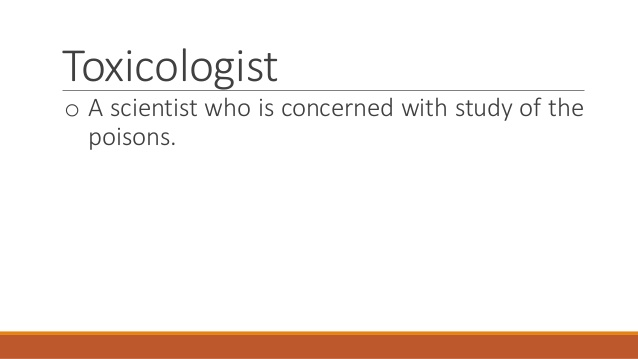 Toxicologist
o A scientist who is concerned with study of the
poisons.